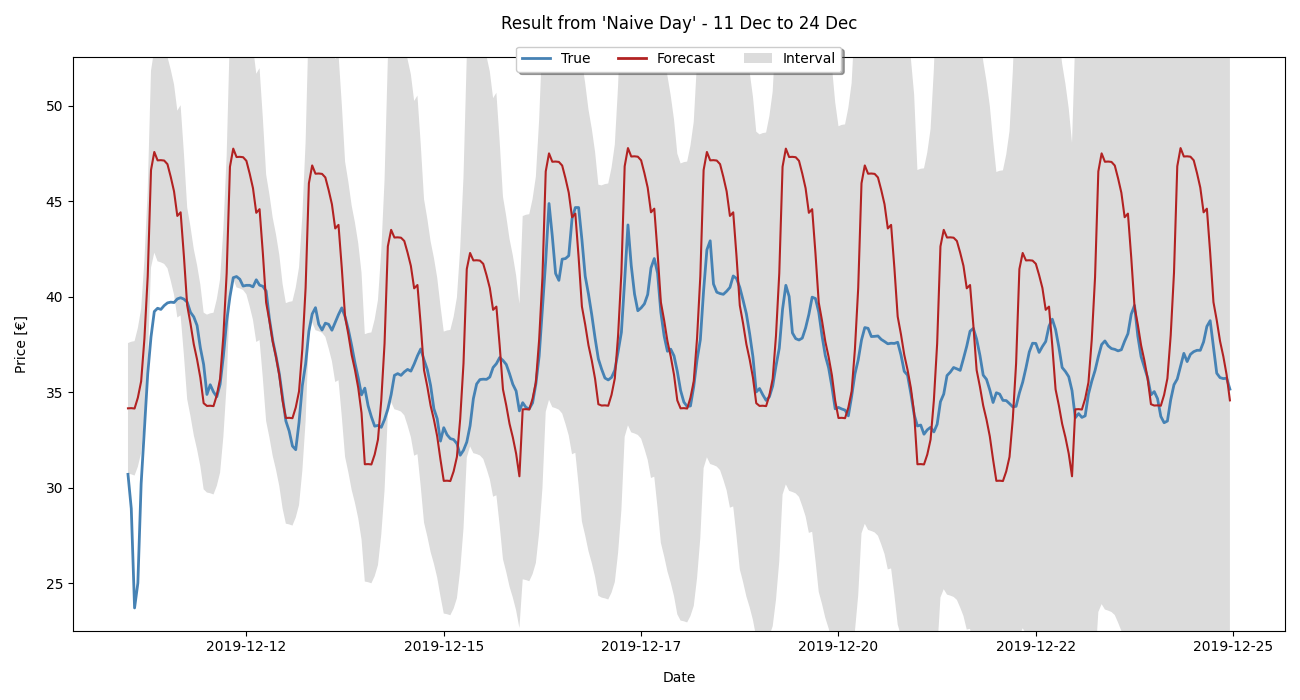 Result from 'Naive Day' - 11 Dec to 24 Dec
True Forecast Interval
50
45
40
35
30
25
Price [€]
2019-12-12 2019-12-15 2019-12-17 2019-12-20 2019-12-22 2019-12-25
Date